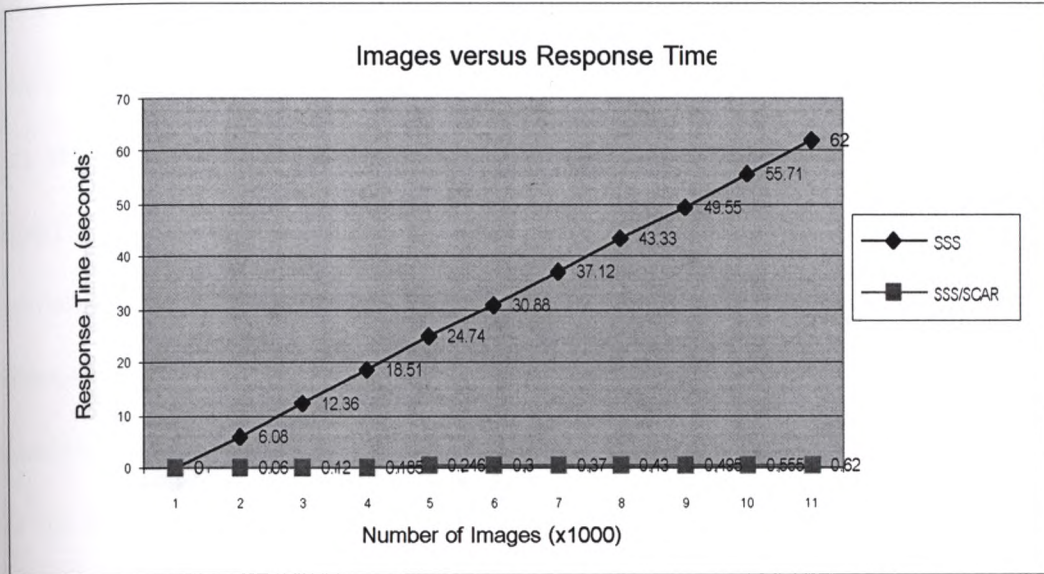 Images versus Response Time
70
60
50
40
30
20
10
0
Response Time (seconds)
62
55.71
49.55
43.33
37.12
30.88
24.74
18.51
12.36
6.08
0 0.06 0.12 0.185 0.246 0.3 0.37 0.43 0.495 0.555 0.62
1 2 3 4 5 6 7 8 9 10 11
Number of Images (x1000)
SSS
SSS/SCAR